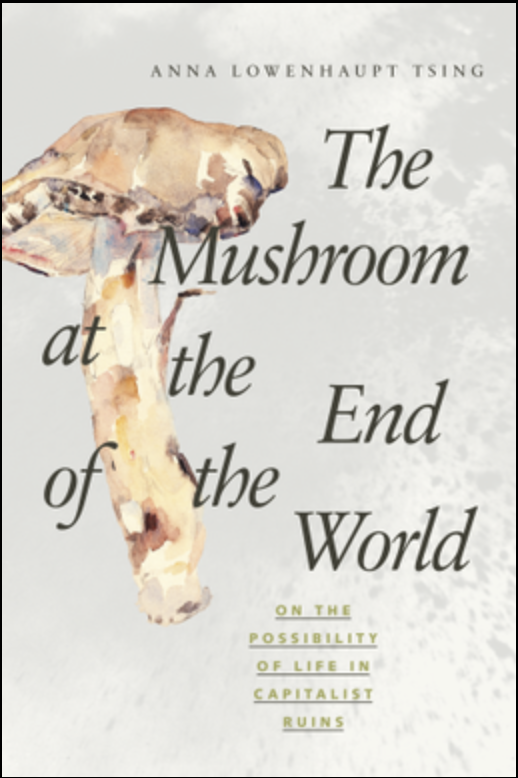 ANNA LOWENHAUPT TSING
The
Mushroom
at the
End
of the
World
ON THE
POSSIBILITY
OF LIFE IN
CAPITALIST
RUINS